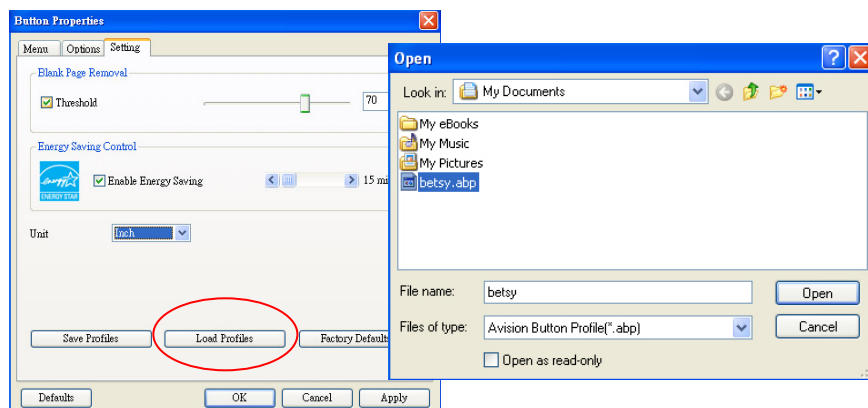 Button Properties
Menu Options Setting
Blank Page Removal
Threshold 70
Energy Saving Control
energy
ENERGY STAR
Enable Energy Saving 15 mi
Unit Inch
Save Profiles Load Profiles Factory Defaults
Defaults OK Cancel Apply
Open
Look in: My Documents
My eBooks
My Music
My Pictures
betsy.abp
File name: betsy Open
Files of type: Avision Button Profile(*.abp) Cancel
Open as read-only